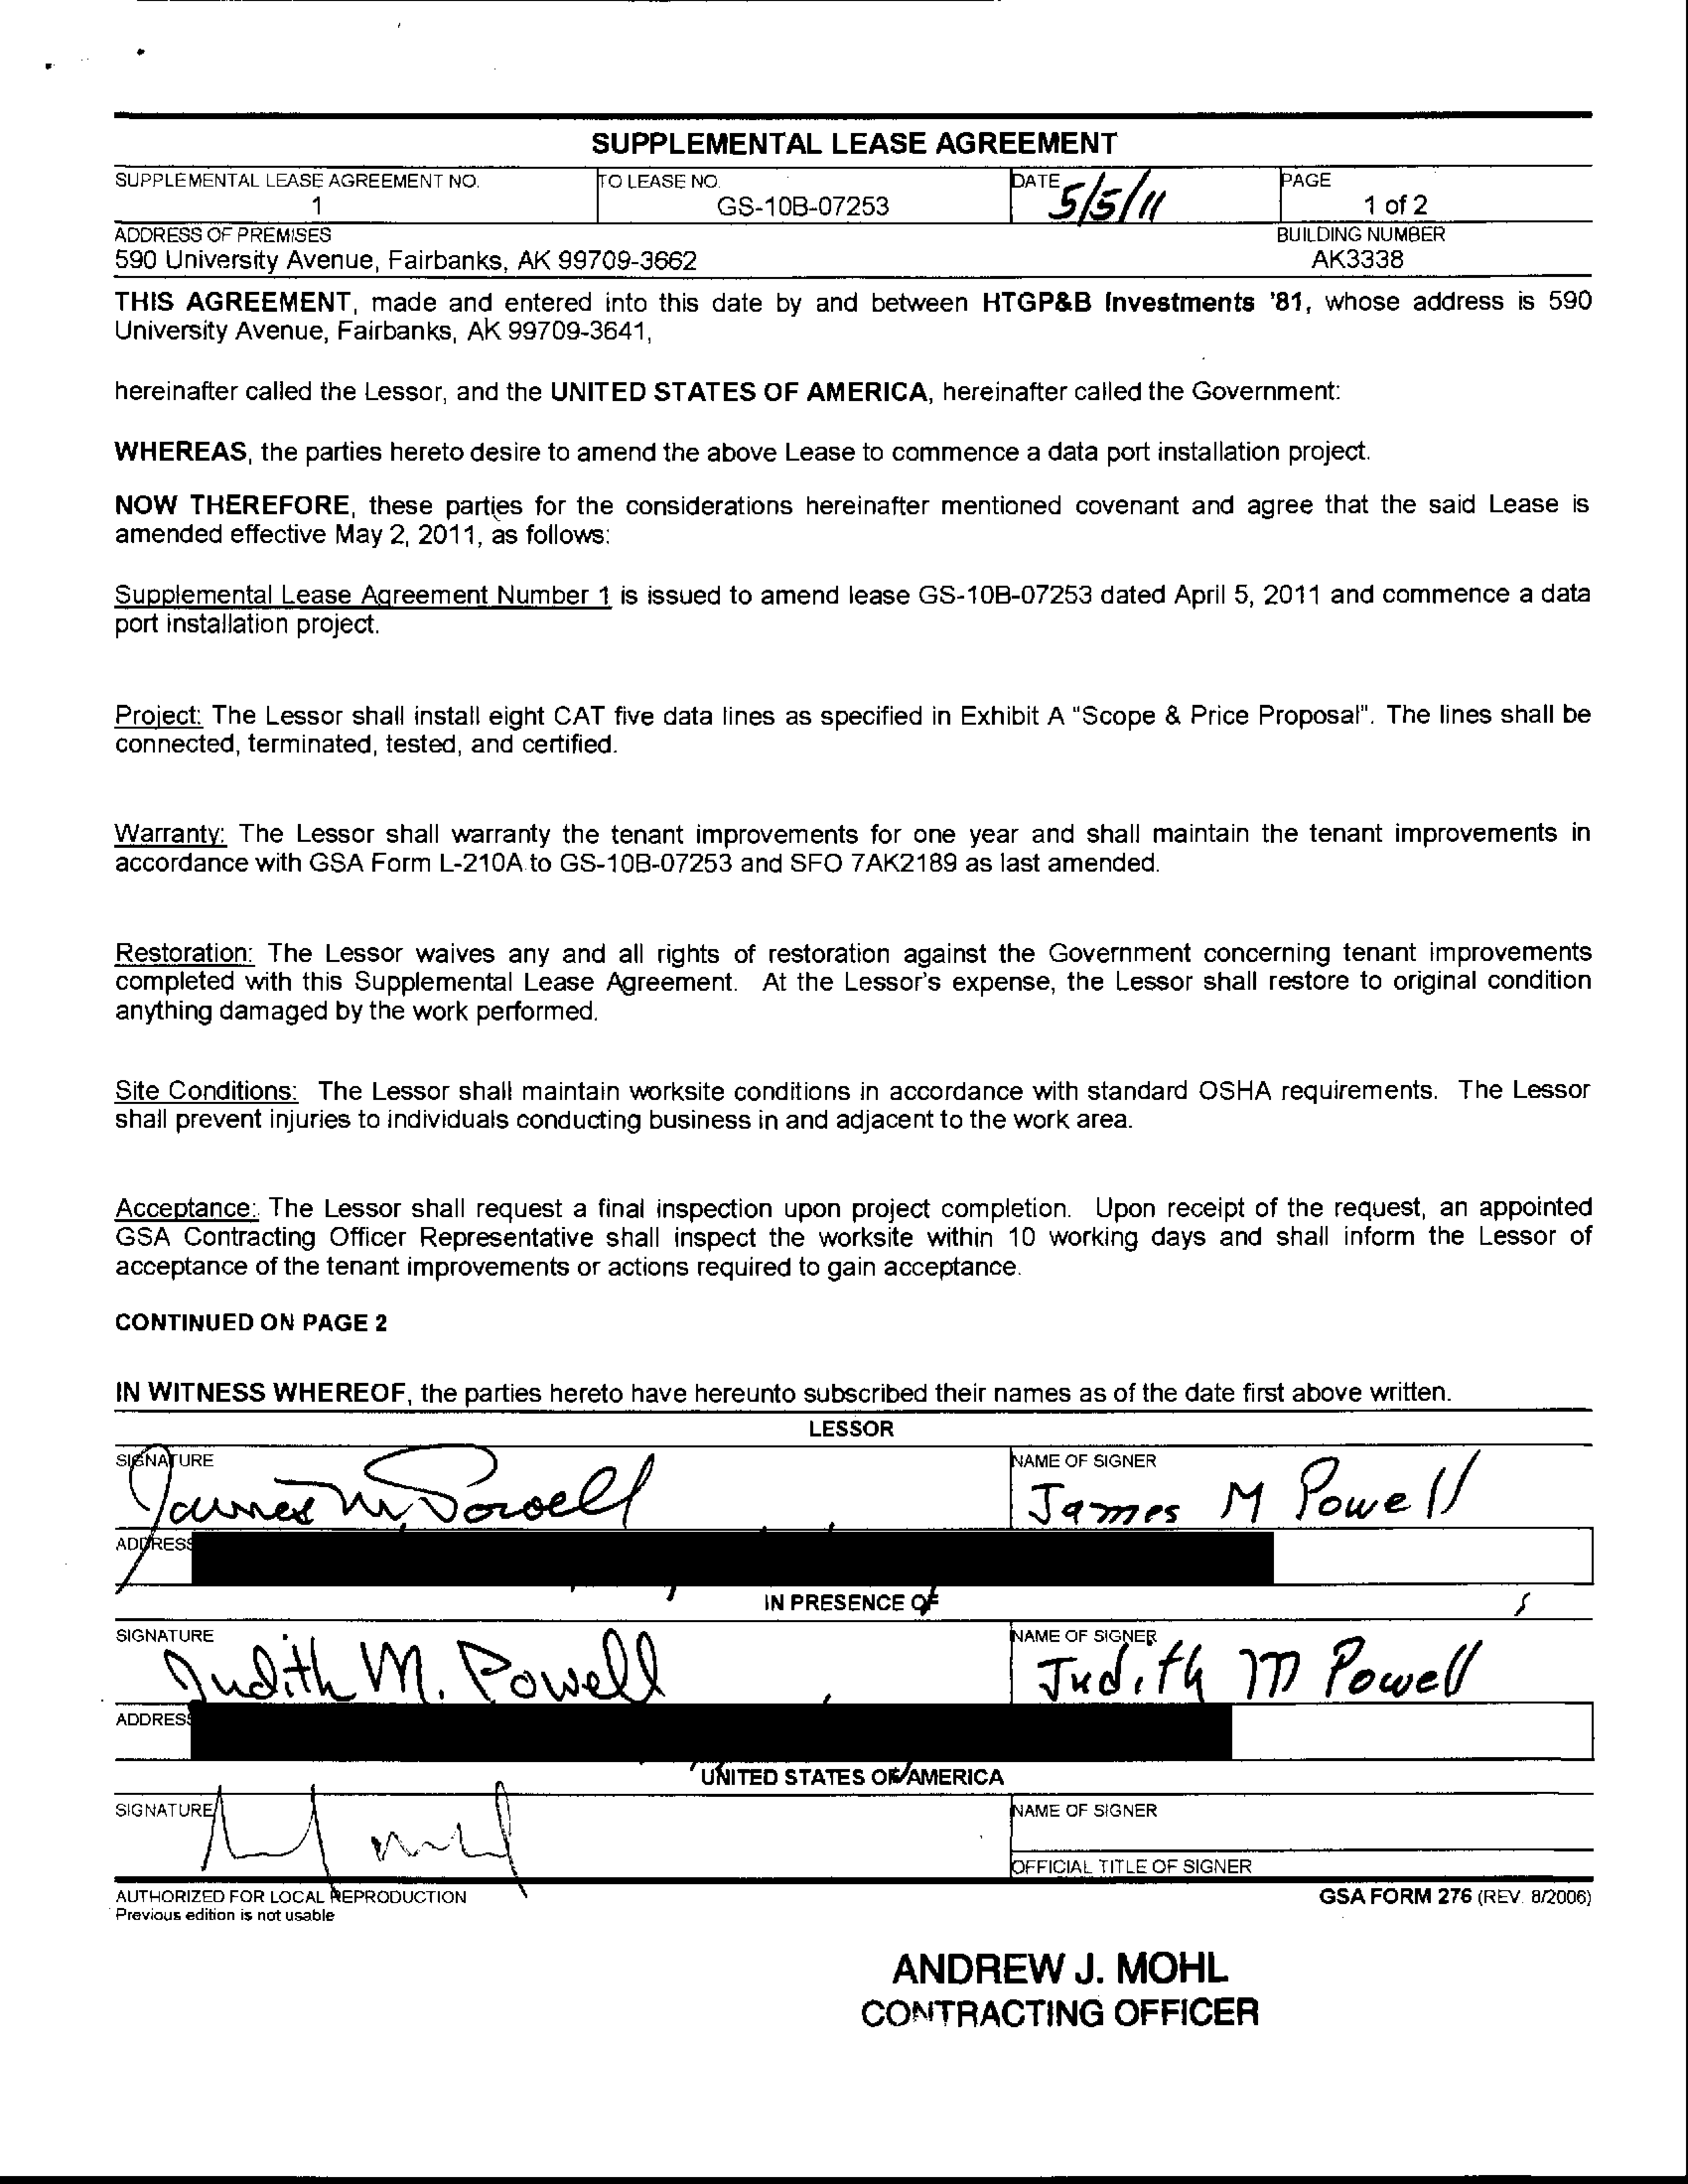 SUPPLEMENTAL LEASE AGREEMENT
SUPPLEMENTAL LEASE AGREEMENT NO. TO LEASE NO. DATE PAGE
1 GS-10B-07253 5/5/11 1 of 2
ADDRESS OF PREMISES BUILDING NUMBER
590 University Avenue, Fairbanks, AK 99709-3662 AK3338
THIS AGREEMENT, made and entered into this date by and between HTGP&B Investments '81, whose address is 590
University Avenue, Fairbanks, AK 99709-3641,
hereinafter called the Lessor, and the UNITED STATES OF AMERICA, hereinafter called the Government:
WHEREAS, the parties hereto desire to amend the above Lease to commence a data port installation project.
NOW THEREFORE, these parties for the considerations hereinafter mentioned covenant and agree that the said Lease is
amended effective May 2, 2011, as follows:
Supplemental Lease Agreement Number 1 is issued to amend lease GS-10B-07253 dated April 5, 2011 and commence a data
port installation project.
Project: The Lessor shall install eight CAT five data lines as specified in Exhibit A "Scope & Price Proposal". The lines shall be
connected, terminated, tested, and certified.
Warranty: The Lessor shall warranty the tenant improvements for one year and shall maintain the tenant improvements in
accordance with GSA Form L-210A to GS-10B-07253 and SFO 7AK2189 as last amended.
Restoration: The Lessor waives any and all rights of restoration against the Government concerning tenant improvements
completed with this Supplemental Lease Agreement. At the Lessor's expense, the Lessor shall restore to original condition
anything damaged by the work performed.
Site Conditions: The Lessor shall maintain worksite conditions in accordance with standard OSHA requirements. The Lessor
shall prevent injuries to individuals conducting business in and adjacent to the work area.
Acceptance: The Lessor shall request a final inspection upon project completion. Upon receipt of the request, an appointed
GSA Contracting Officer Representative shall inspect the worksite within 10 working days and shall inform the Lessor of
acceptance of the tenant improvements or actions required to gain acceptance.
CONTINUED ON PAGE 2
IN WITNESS WHEREOF, the parties hereto have hereunto subscribed their names as of the date first above written.
LESSOR
SIGNATURE NAME OF SIGNER
James M. Powell James M Powell
ADDRESS
IN PRESENCE OF
SIGNATURE NAME OF SIGNER
Judith M. Powell Judith M Powell
ADDRESS
UNITED STATES OF AMERICA
SIGNATURE NAME OF SIGNER
OFFICIAL TITLE OF SIGNER
AUTHORIZED FOR LOCAL REPRODUCTION GSA FORM 276 (REV. 8/2006)
Previous edition is not usable
ANDREW J. MOHL
CONTRACTING OFFICER